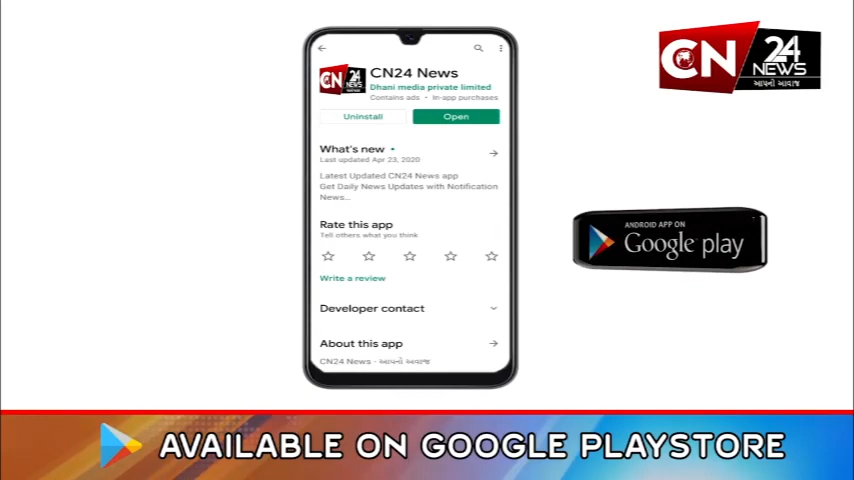 CN24 News
Dhani media private limited
Contains ads • In-app purchases
Uninstall
Open
What's new •
Last updated Apr 23, 2020
Latest Updated CN24 News app
Get Daily News Updates with Notification
News...
Rate this app
Tell others what you think
Write a review
Developer contact
About this app
CN24 News - આપનો અવાજ
CN 24
NEWS
આપનો આવાજ
ANDROID APP ON
Google play
AVAILABLE ON GOOGLE PLAYSTORE